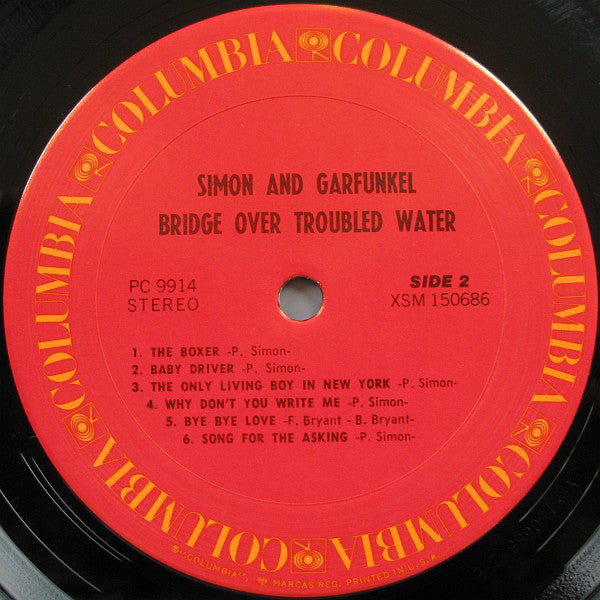 COLUMBIA COLUMBIA COLUMBIA COLUMBIA COLUMBIA COLUMBIA
SIMON AND GARFUNKEL
BRIDGE OVER TROUBLED WATER
PC 9914 SIDE 2
STEREO XSM 150686
1. THE BOXER -P. Simon-
2. BABY DRIVER -P. Simon-
3. THE ONLY LIVING BOY IN NEW YORK -P. Simon-
4. WHY DON'T YOU WRITE ME -P. Simon-
5. BYE BYE LOVE -F. Bryant - B. Bryant-
6. SONG FOR THE ASKING -P. Simon-
®"COLUMBIA", MARCAS REG. PRINTED IN U.S.A.